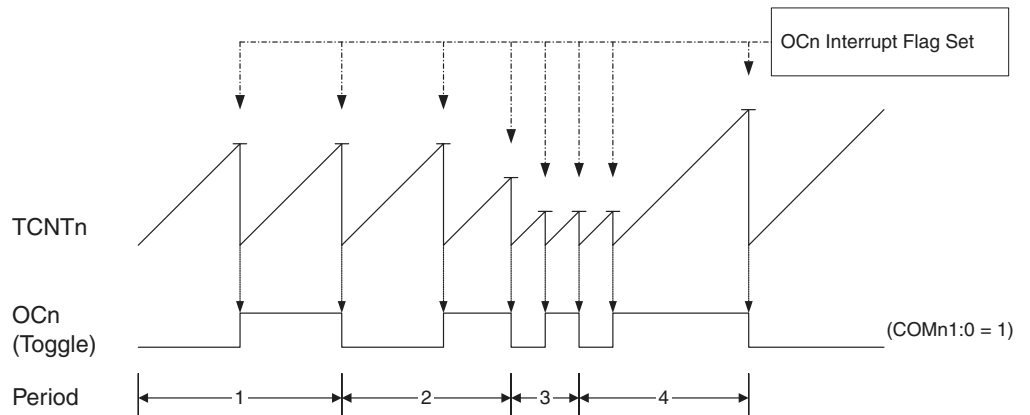 OCn Interrupt Flag Set
TCNTn
OCn
(Toggle)
(COMn1:0 = 1)
Period
1
2
3
4